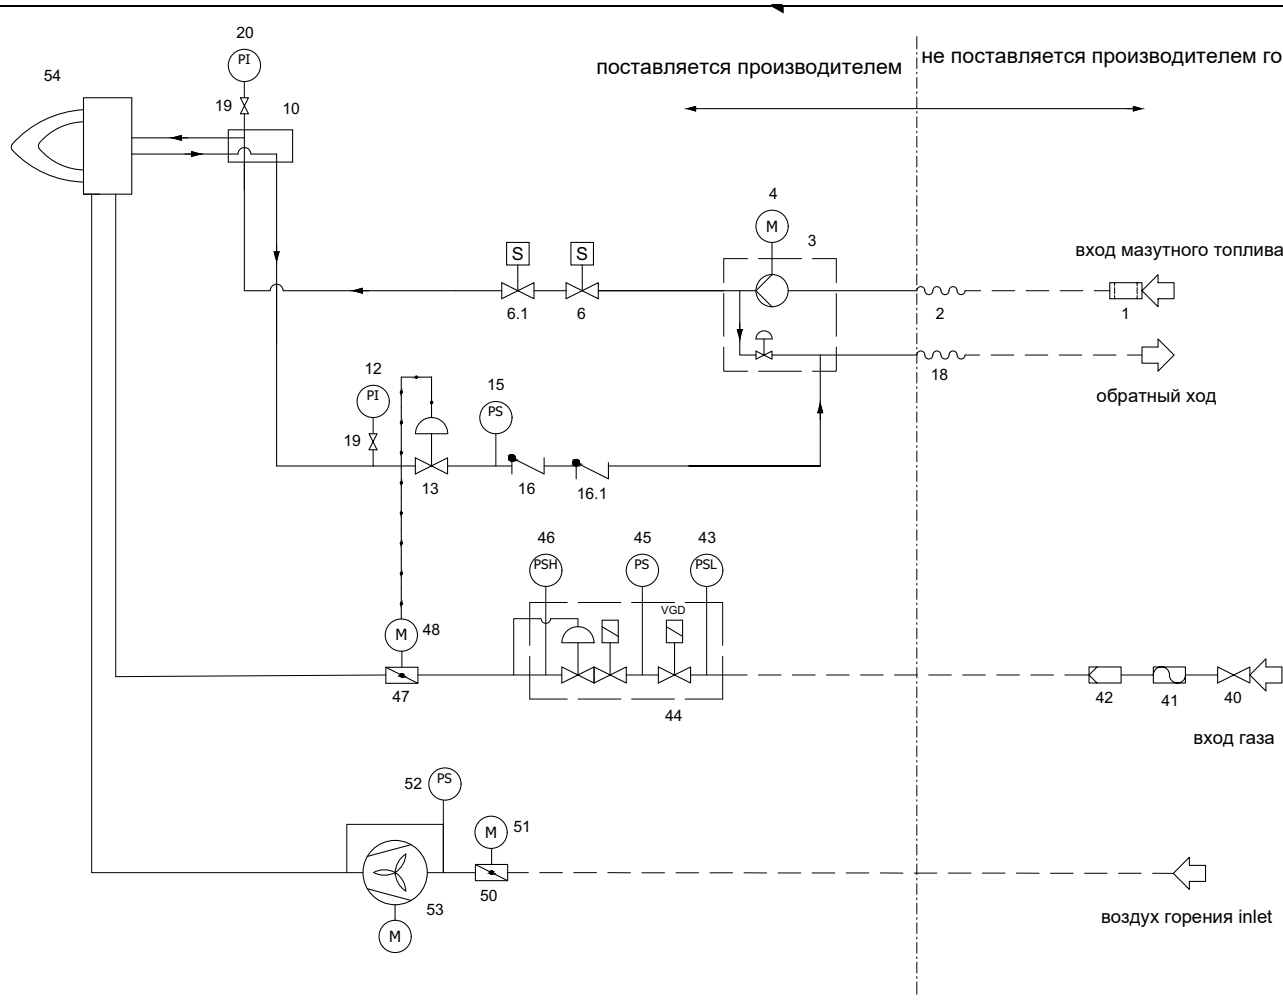 20
PI
поставляется производителем
не поставляется производителем го
54
19
10
4
M
3
вход мазутного топлива
S
S
6.1
6
2
1
12
15
18
обратный ход
PI
PS
19
13
16
16.1
46
45
43
PSH
PS
PSL
VGD
M
48
47
44
42
41
40
вход газа
52
PS
M
51
53
50
M
воздух горения inlet